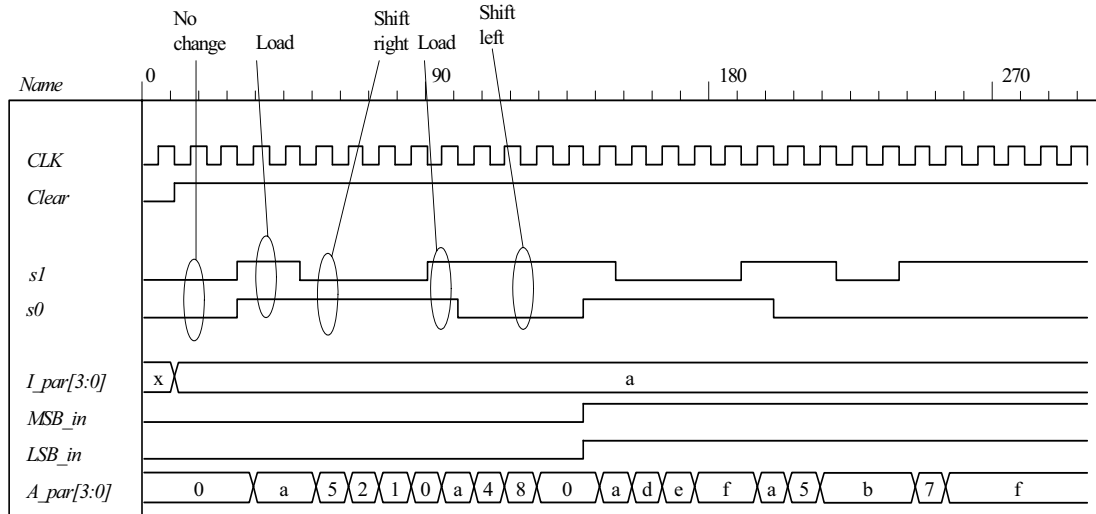 No change
Load
Shift right
Load
Shift left
Name
0
90
180
270
CLK
Clear
s1
s0
I_par[3:0]
x
a
MSB_in
LSB_in
A_par[3:0]
0 a 5 2 1 0 a 4 8 0 a d e f a 5 b 7 f